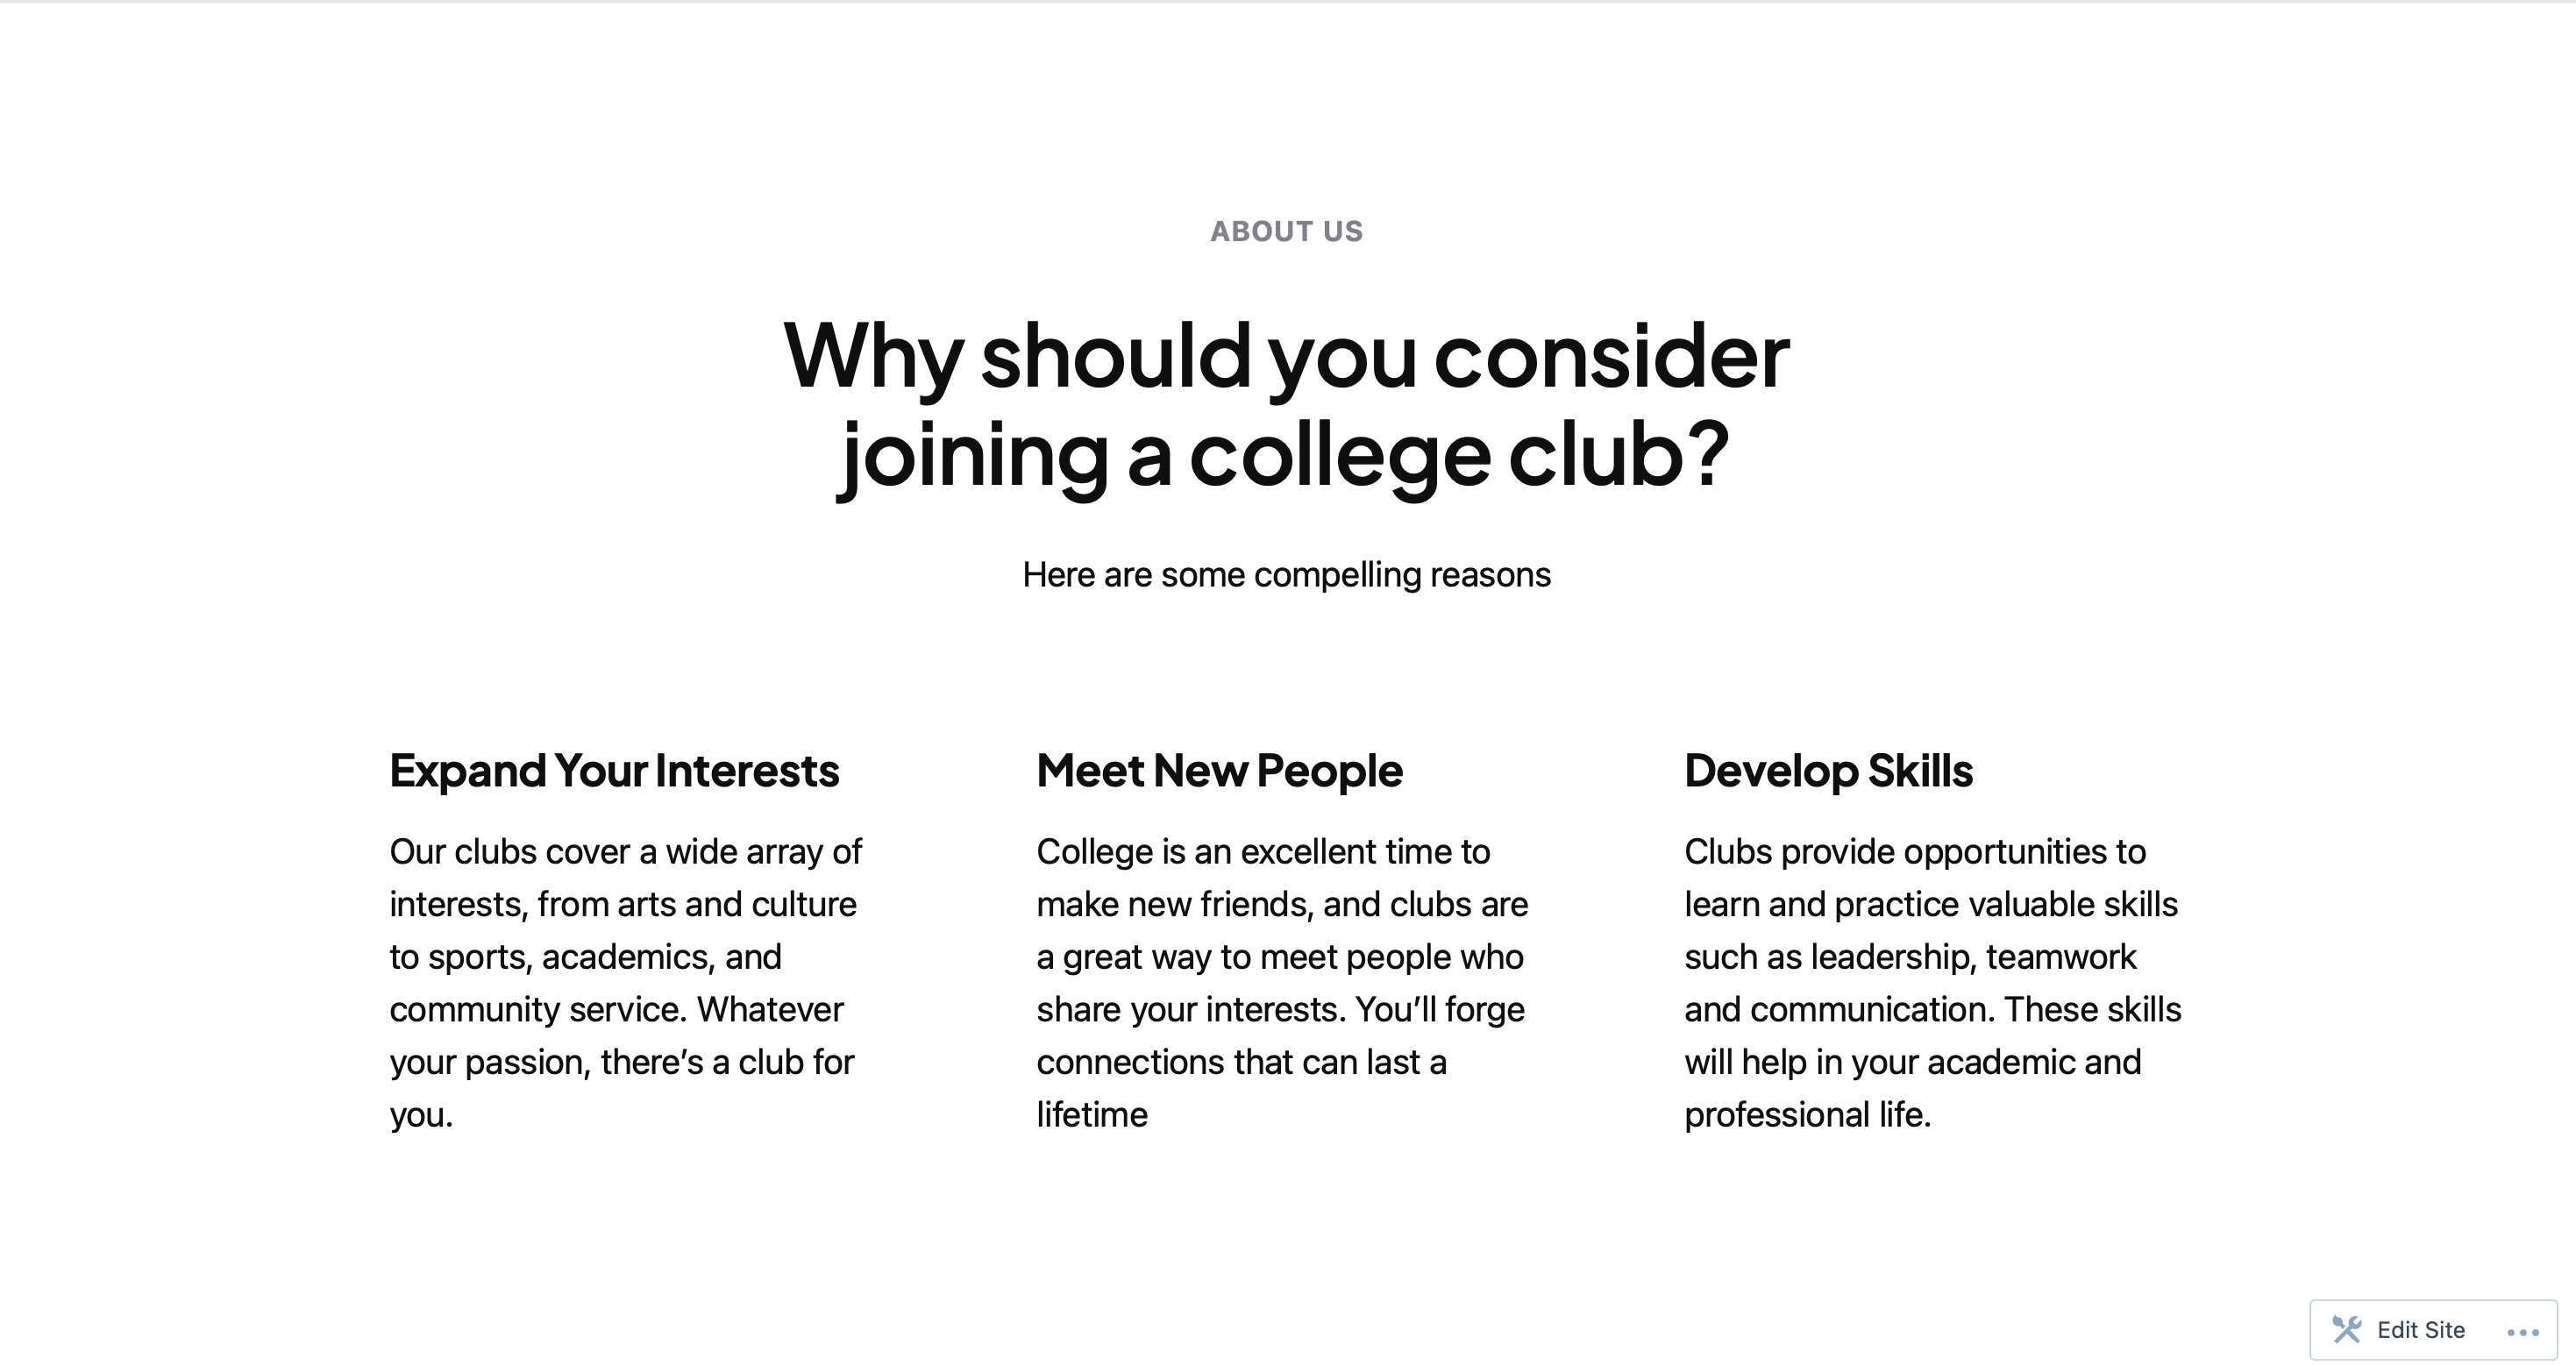 ABOUT US
Why should you consider
joining a college club?
Here are some compelling reasons
Expand Your Interests
Our clubs cover a wide array of
interests, from arts and culture
to sports, academics, and
community service. Whatever
your passion, there’s a club for
you.
Meet New People
College is an excellent time to
make new friends, and clubs are
a great way to meet people who
share your interests. You’ll forge
connections that can last a
lifetime
Develop Skills
Clubs provide opportunities to
learn and practice valuable skills
such as leadership, teamwork
and communication. These skills
will help in your academic and
professional life.
Edit Site